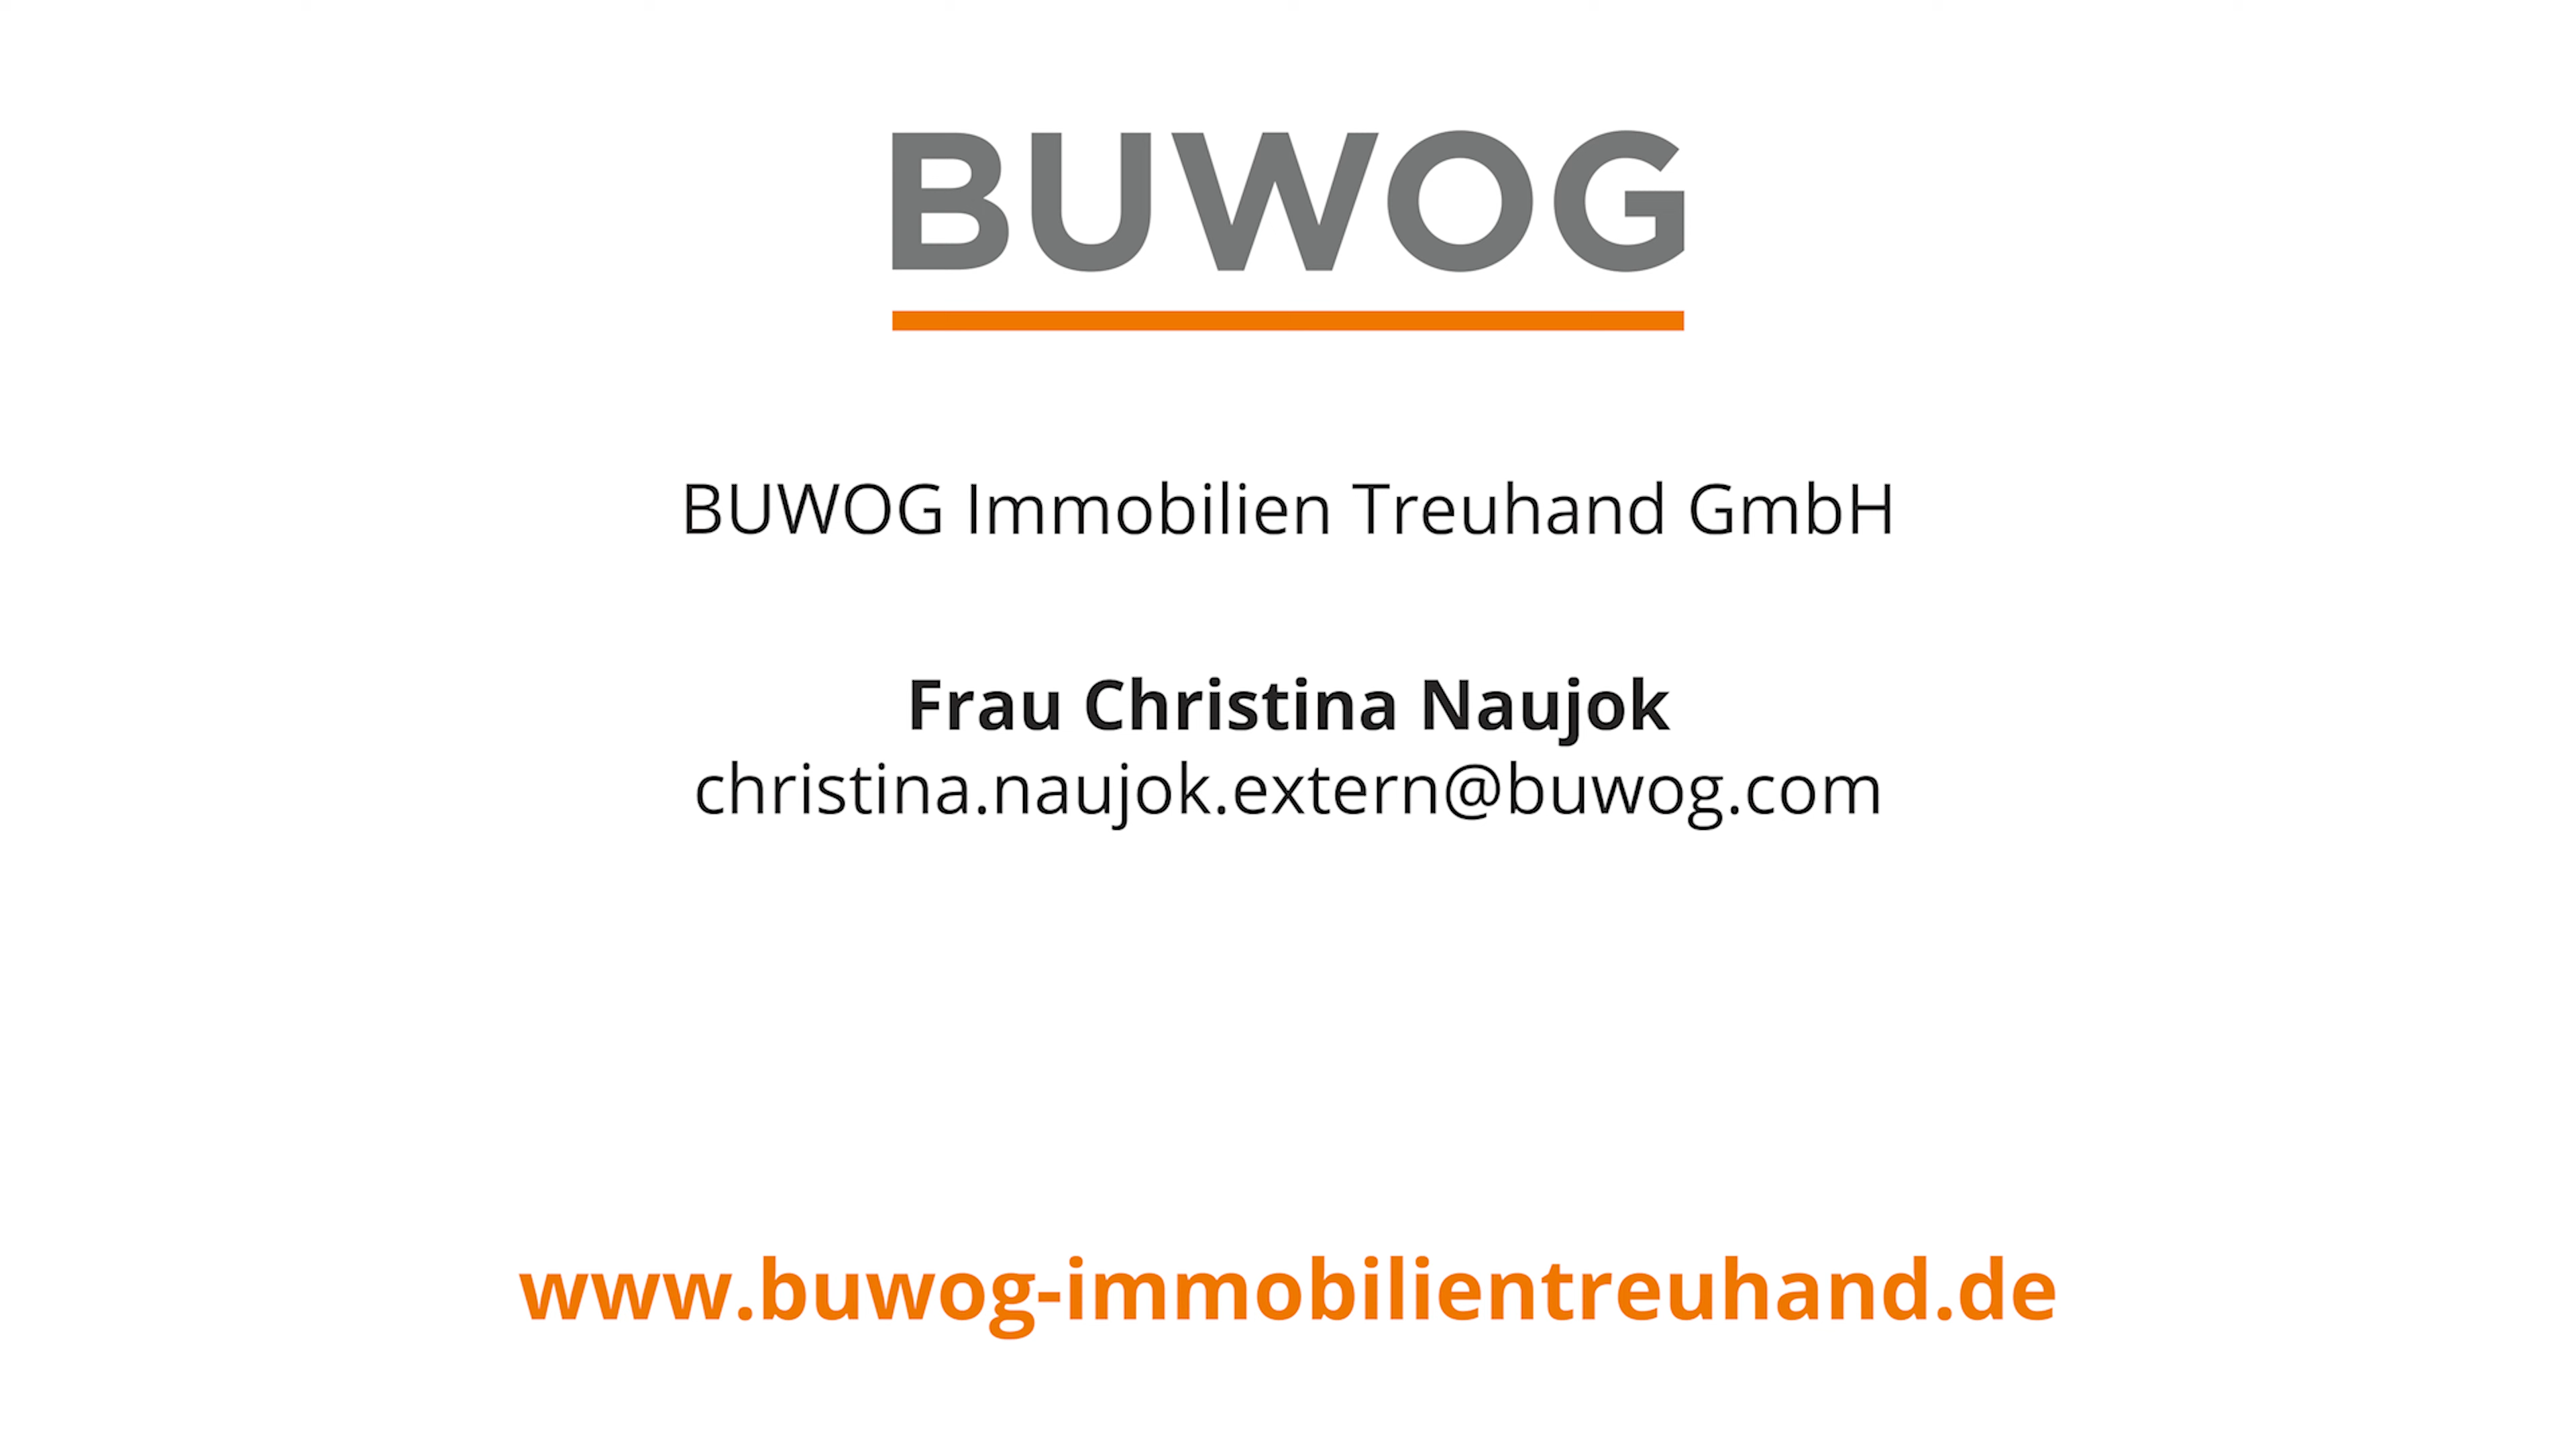 BUWOG
BUWOG Immobilien Treuhand GmbH
Frau Christina Naujok
christina.naujok.extern@buwog.com
www.buwog-immobilientreuhand.de